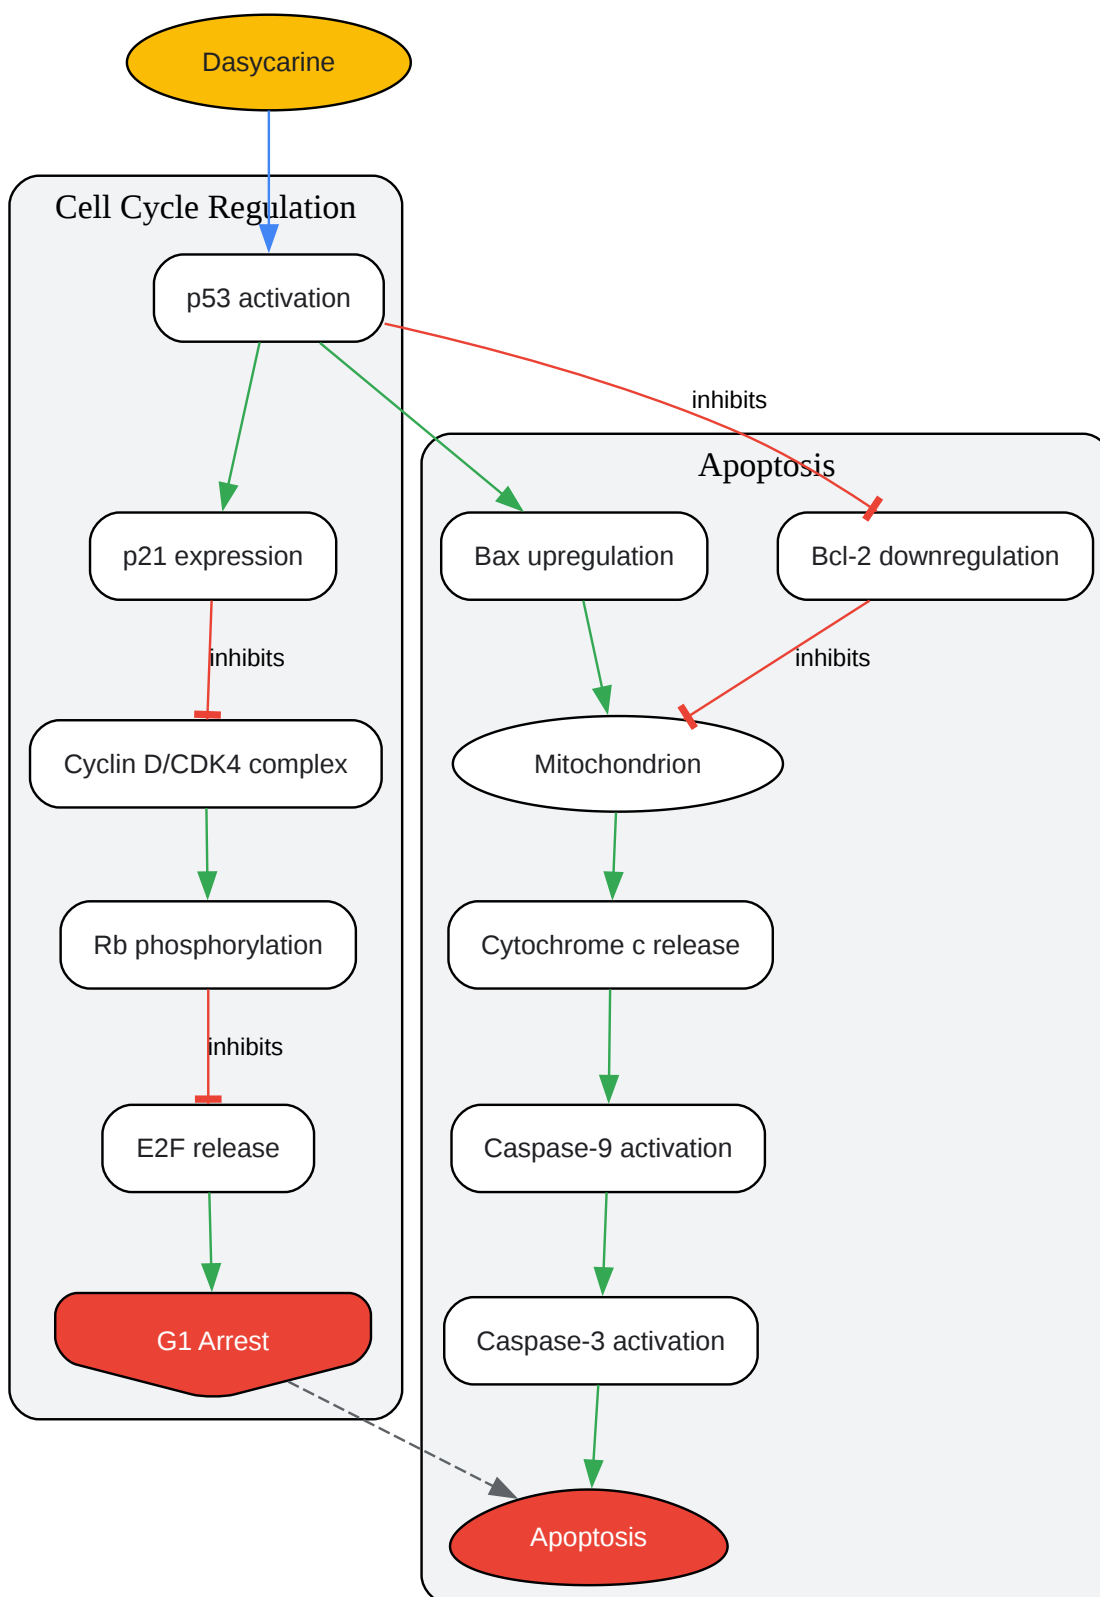 Dasycarine
Cell Cycle Regulation
p53 activation
inhibits
Apoptosis
p21 expression
Bax upregulation
Bcl-2 downregulation
inhibits
inhibits
Cyclin D/CDK4 complex
Mitochondrion
Rb phosphorylation
Cytochrome c release
inhibits
E2F release
Caspase-9 activation
G1 Arrest
Caspase-3 activation
Apoptosis